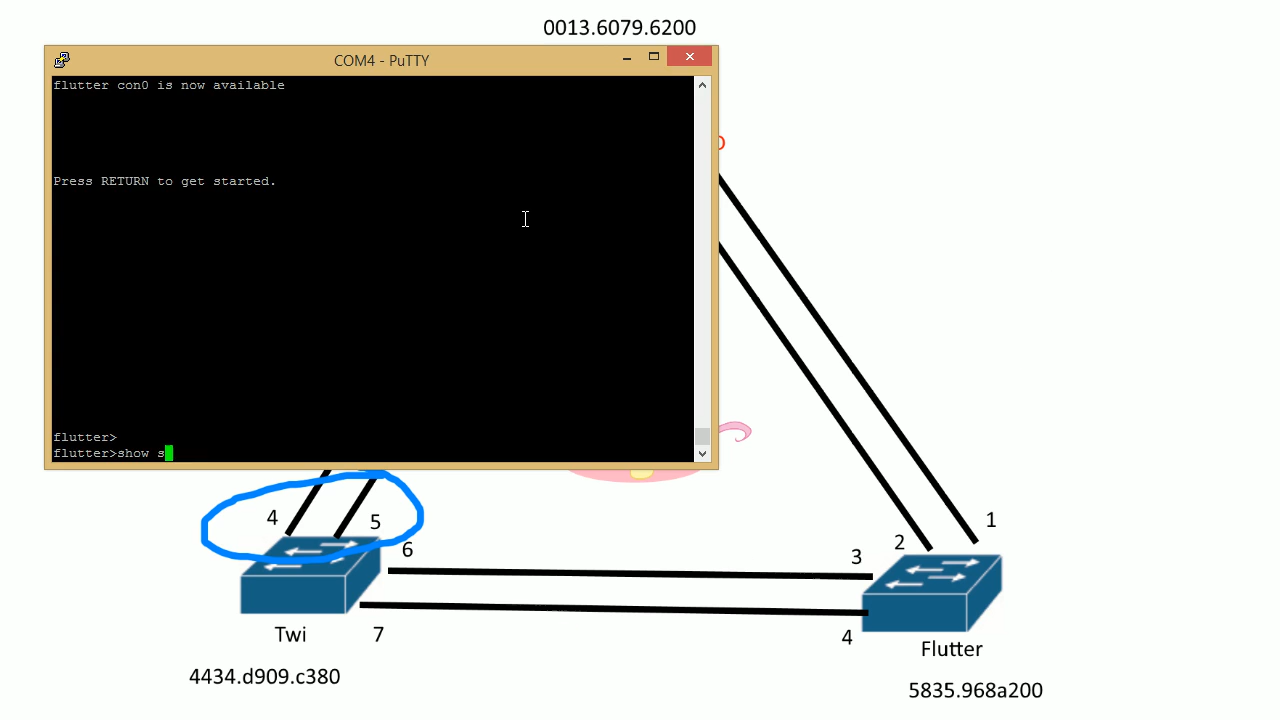 0013.6079.6200
COM4 - PuTTY
flutter con0 is now available
Press RETURN to get started.
flutter>
flutter>show s
4
5
6
7
Twi
4434.d909.c380
1
2
3
4
Flutter
5835.968a200